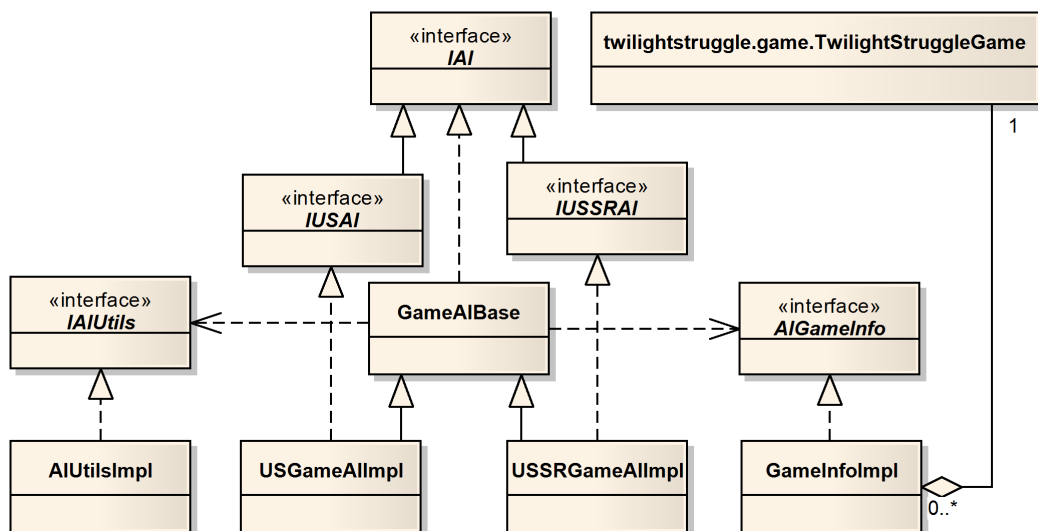 «interface»
IAI
twilightstruggle.game.TwilightStruggleGame
1
«interface»
IUSAI
«interface»
IUSSRAI
«interface»
IAIUtils
GameAIBase
«interface»
AIGameInfo
AIUtilsImpl
USGameAIImpl
USSRGameAIImpl
GameInfoImpl
0..*